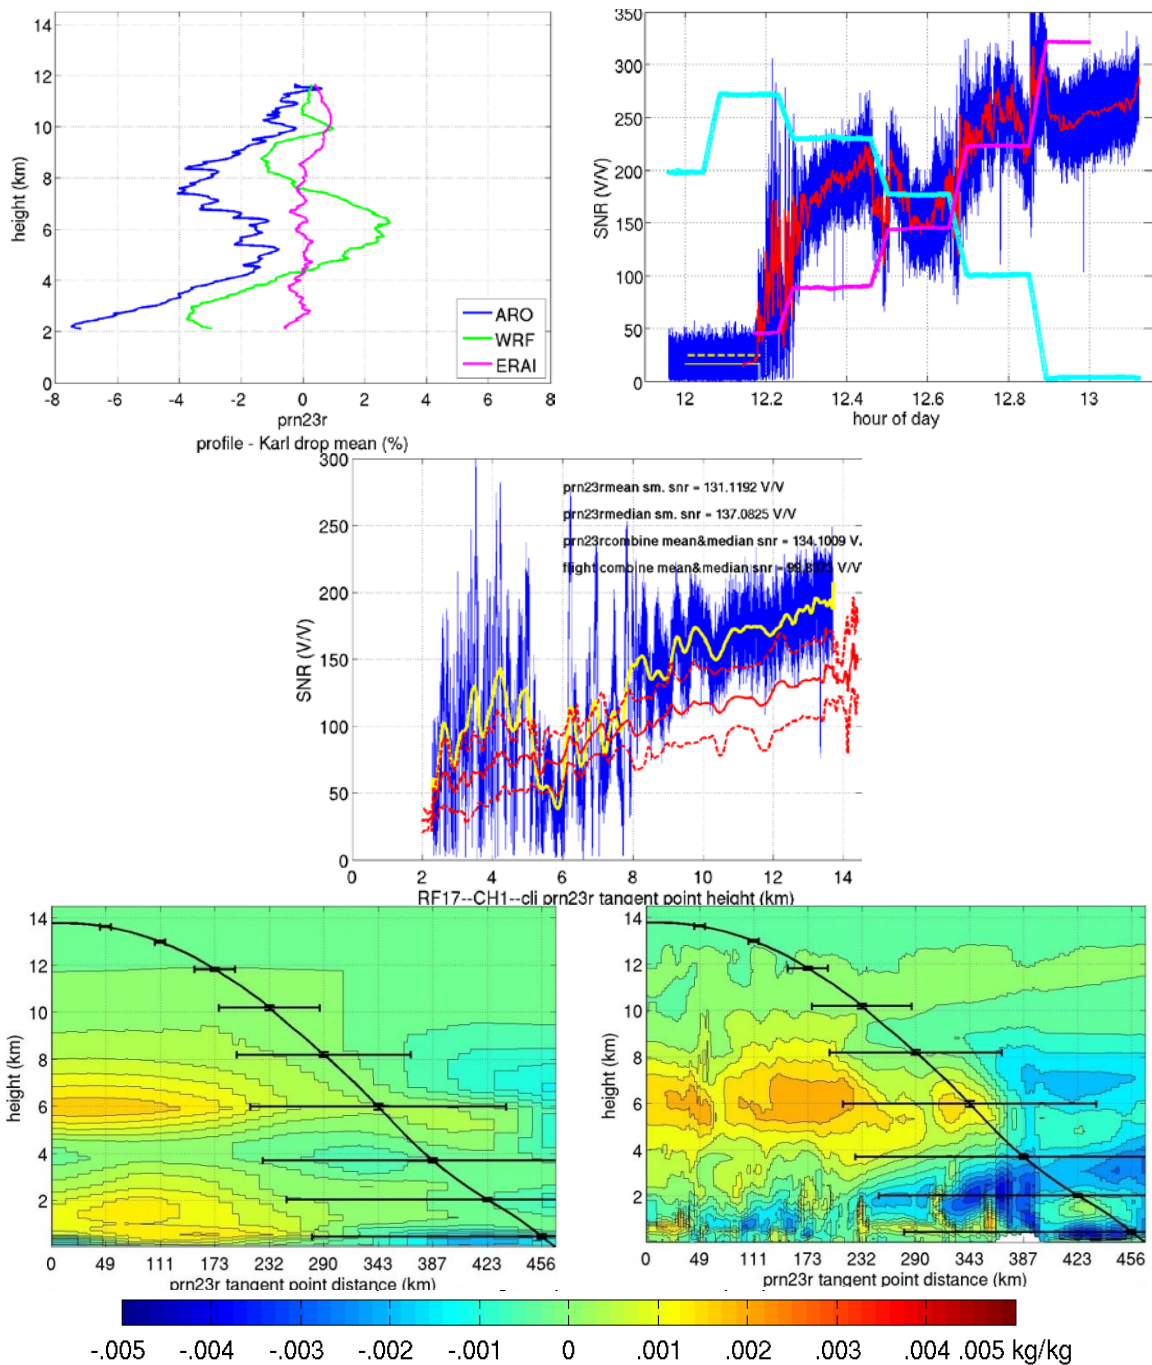 14
12
10
8
6
4
2
0
height (km)
-8 -6 -4 -2 0 2 4 6 8
prn23r
profile - Karl drop mean (%)
ARO
WRF
ERAI
350
300
250
200
150
100
50
0
SNR (V/V)
12 12.2 12.4 12.6 12.8 13
hour of day
300
250
200
150
100
50
0
SNR (V/V)
prn23rmean sm. snr = 131.1192 V/V
prn23rmedian sm. snr = 137.0825 V/V
prn23rcombine mean&median snr = 134.1009 V.
flight combine mean&median snr = V/V
0 2 4 6 8 10 12 14
RF17--CH1--cli prn23r tangent point height (km)
14
12
10
8
6
4
2
height (km)
0 49 111 173 232 290 343 387 423 456
prn23r tangent point distance (km)
14
12
10
8
6
4
2
0
height (km)
0 49 111 173 232 290 343 387 423 456
prn23r tangent point distance (km)
-.005 -.004 -.003 -.002 -.001 0 .001 .002 .003 .004 .005 kg/kg